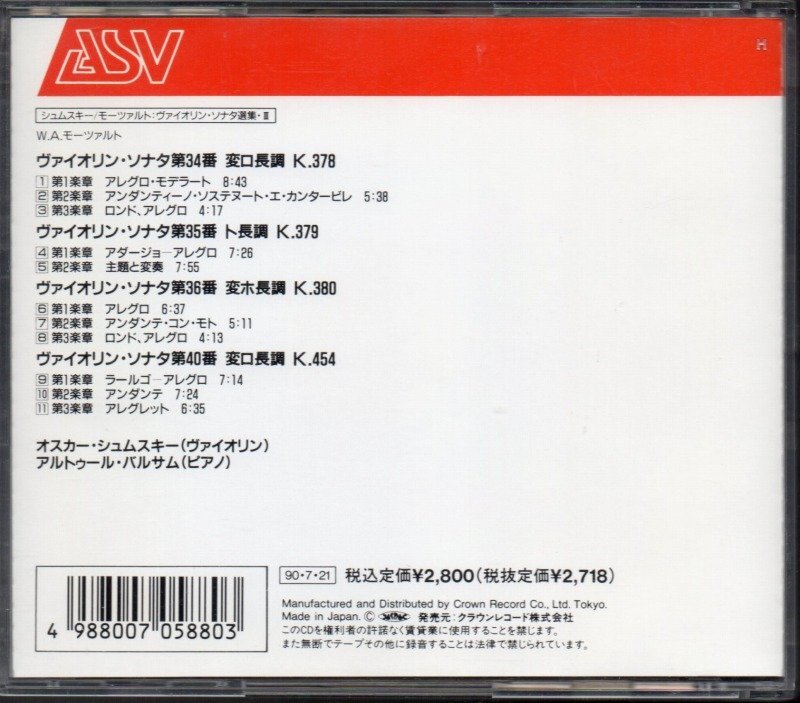 ASV
H
シュムスキー/モーツァルト:ヴァイオリン・ソナタ選集・Ⅲ
W.A.モーツァルト
ヴァイオリン・ソナタ第34番 変ロ長調 K.378
1 第1楽章 アレグロ・モデラート 8:43
2 第2楽章 アンダンティーノ・ソステヌート・エ・カンタービレ 5:38
3 第3楽章 ロンド、アレグロ 4:17
ヴァイオリン・ソナタ第35番 ト長調 K.379
4 第1楽章 アダージョ―アレグロ 7:26
5 第2楽章 主題と変奏 7:55
ヴァイオリン・ソナタ第36番 変ホ長調 K.380
6 第1楽章 アレグロ 6:37
7 第2楽章 アンダンテ・コン・モト 5:11
8 第3楽章 ロンド、アレグロ 4:13
ヴァイオリン・ソナタ第40番 変ロ長調 K.454
9 第1楽章 ラールゴ―アレグロ 7:14
10 第2楽章 アンダンテ 7:24
11 第3楽章 アレグレット 6:35
オスカー・シュムスキー(ヴァイオリン)
アルトゥール・バルサム(ピアノ)
90・7・21 税込定価¥2,800(税抜定価¥2,718)
Manufactured and Distributed by Crown Record Co., Ltd. Tokyo.
Made in Japan. Ⓒ 発売元:クラウンレコード株式会社
このCDを権利者の許諾なく賃貸業に使用することを禁じます。
また無断でテープその他に録音することは法律で禁じられています。
4 988007 058803